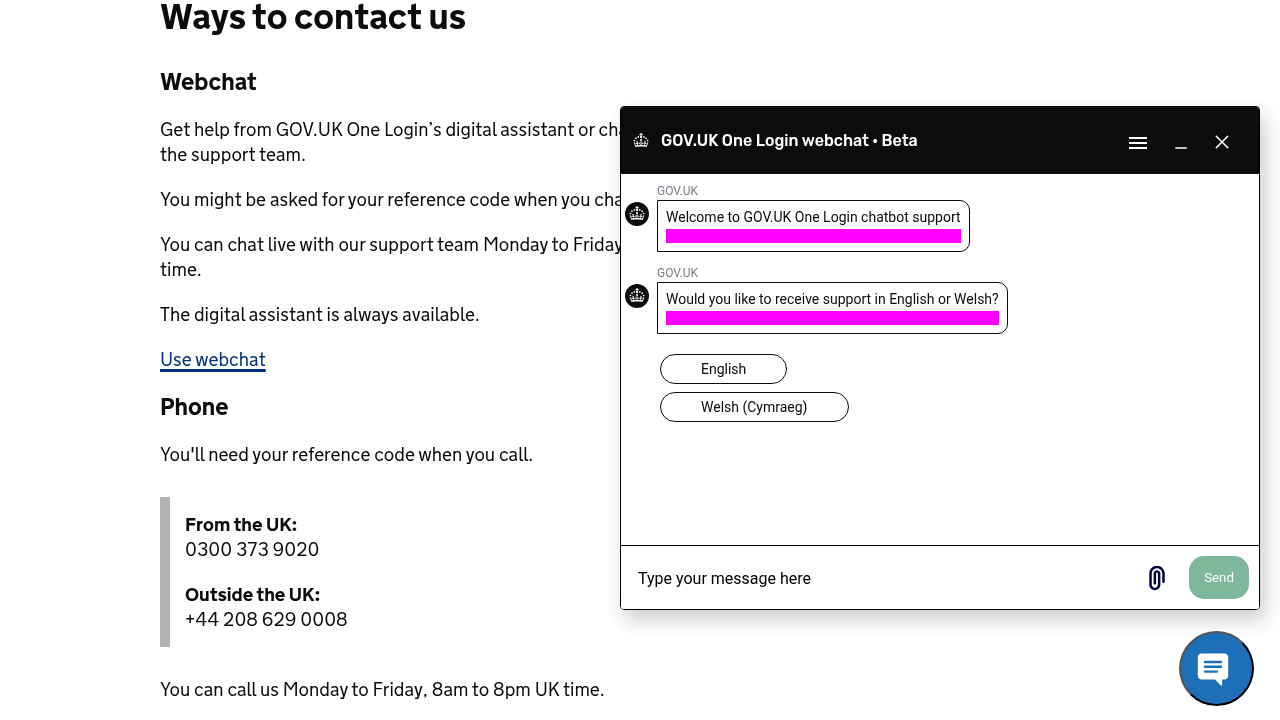 Ways to contact us
Webchat
Get help from GOV.UK One Login's digital assistant or
the support team.
You might be asked for your reference code when you
You can chat live with our support team Monday to Friday
time.
The digital assistant is always available.
Use webchat
Phone
You'll need your reference code when you call.
From the UK:
0300 373 9020
Outside the UK:
+44 208 629 0008
You can call us Monday to Friday, 8am to 8pm UK time.
GOV.UK One Login webchat • Beta
GOV.UK
Welcome to GOV.UK One Login chatbot support
GOV.UK
Would you like to receive support in English or Welsh?
English
Welsh (Cymraeg)
Type your message here
Send